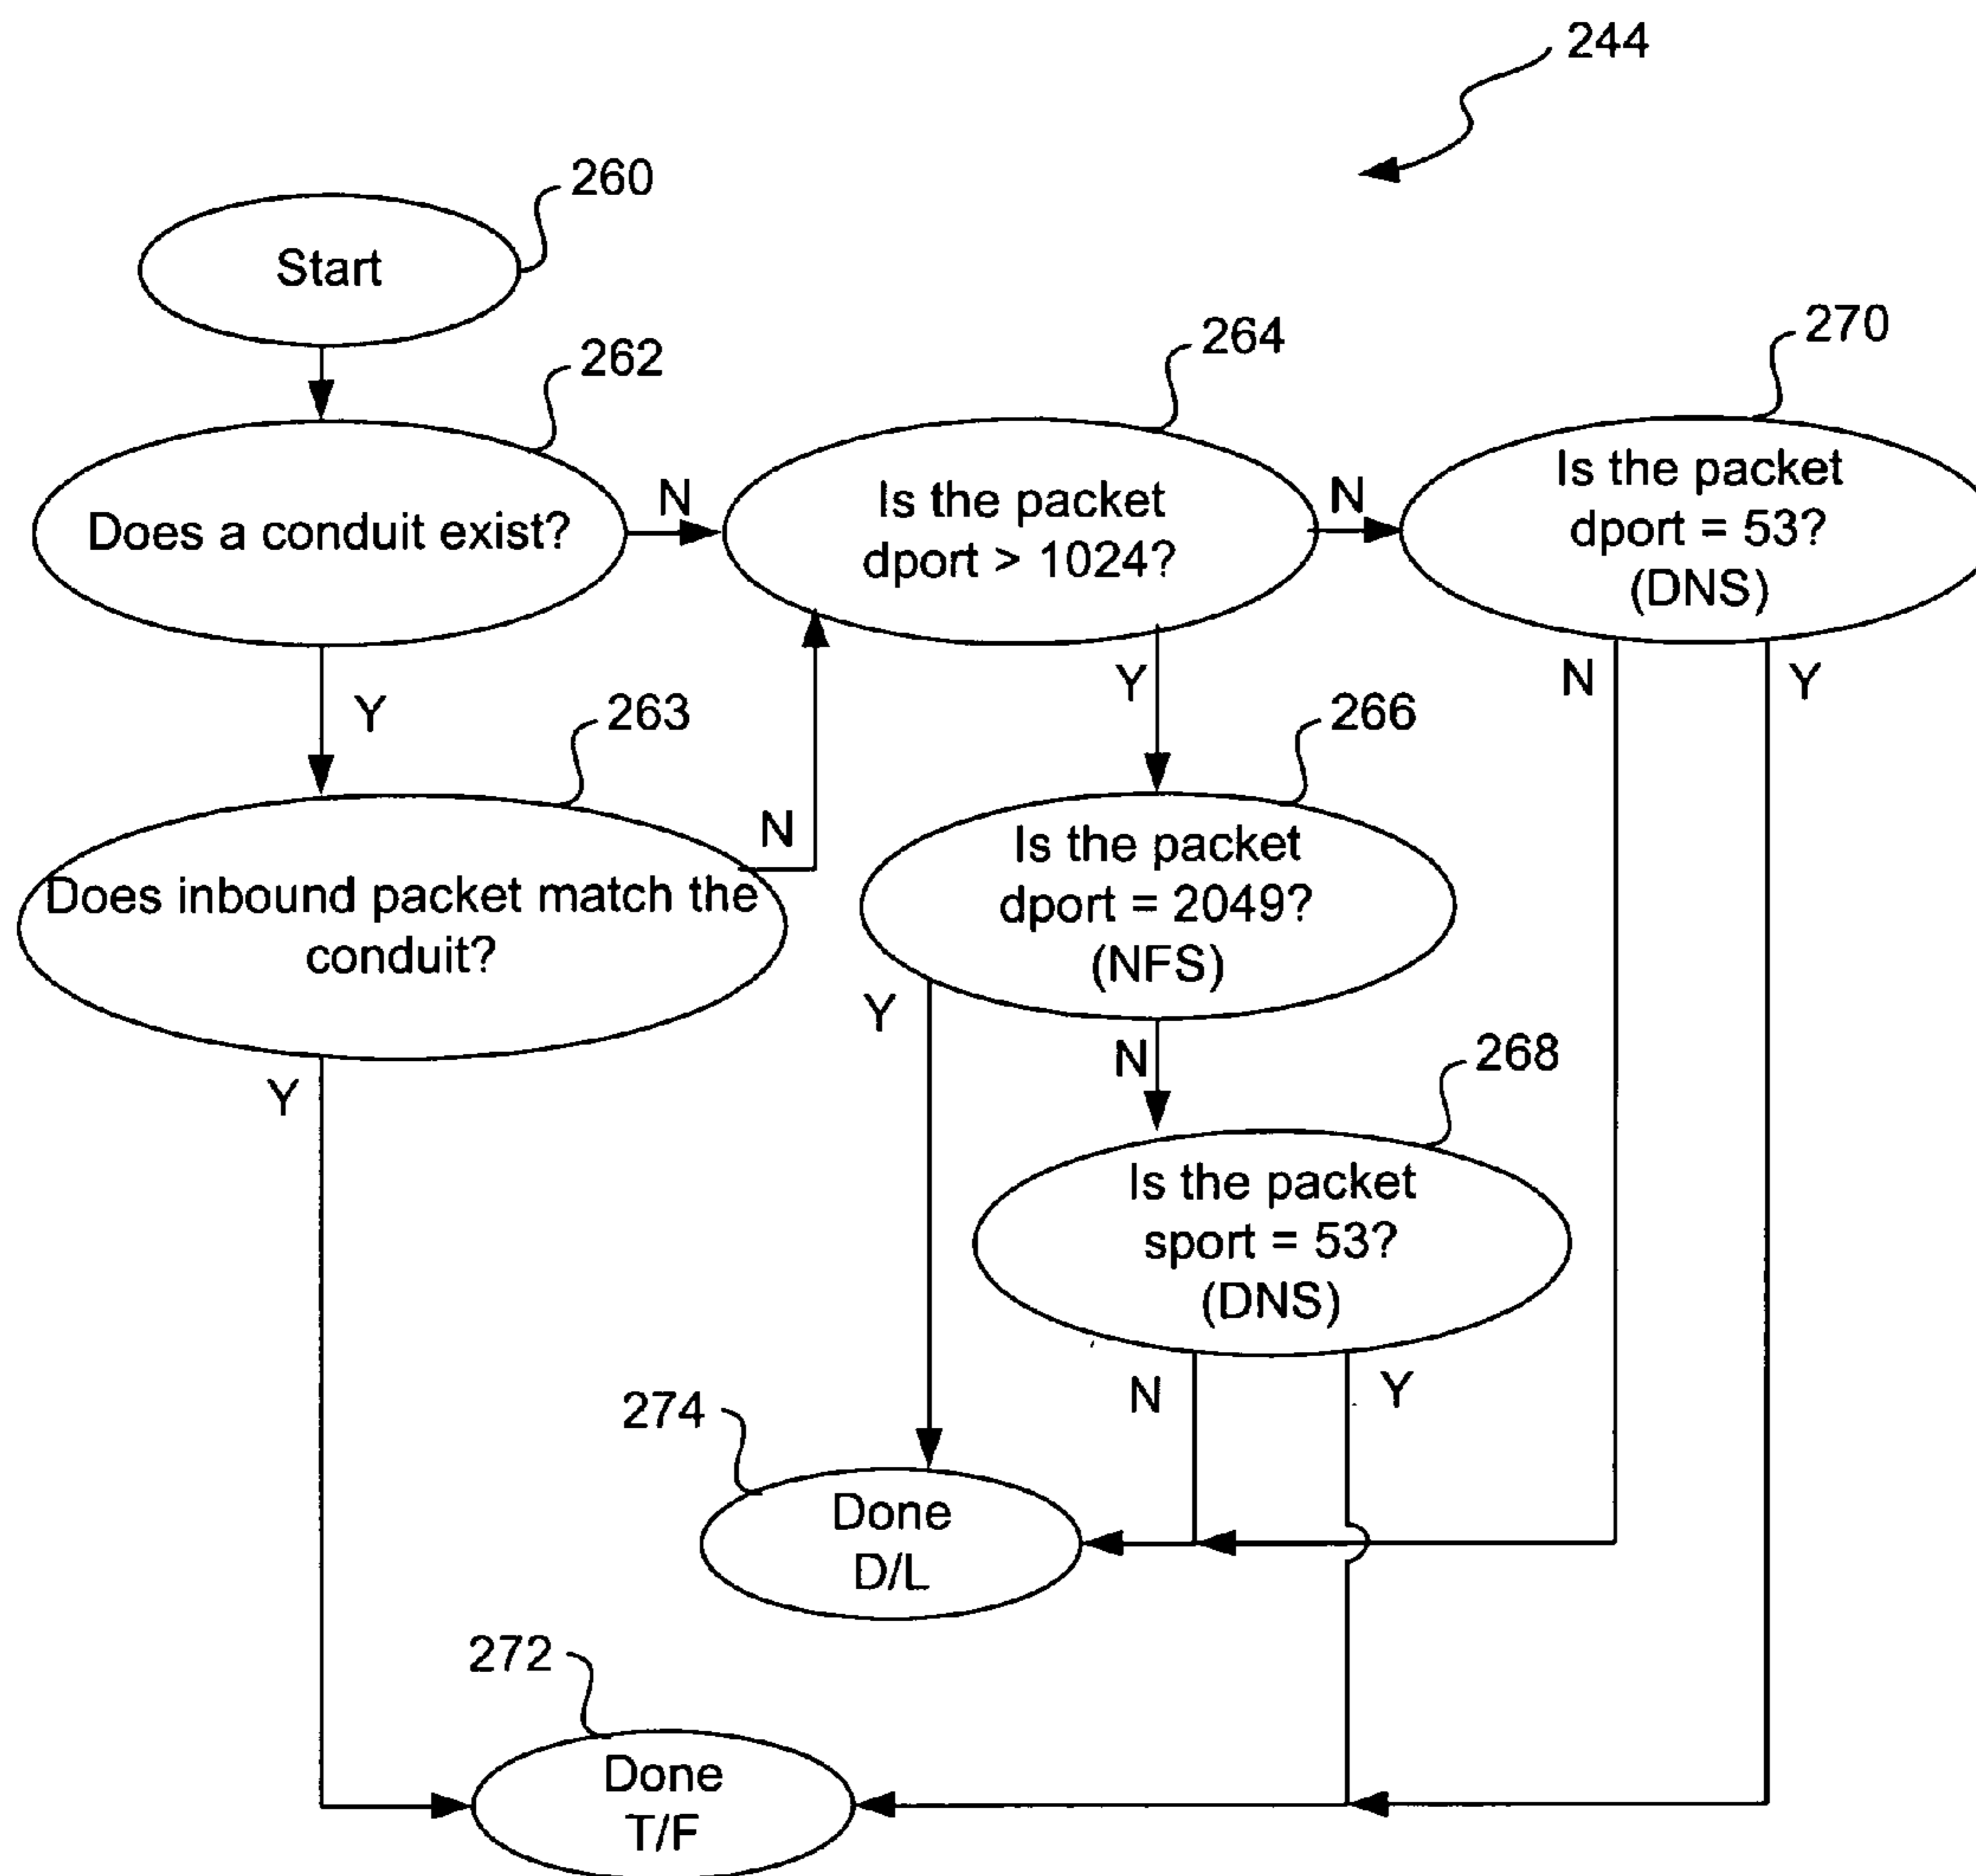 244
260
Start
262
Does a conduit exist?
N
264
Is the packet
dport > 1024?
N
270
Is the packet
dport = 53?
(DNS)
Y
263
Does inbound packet match the
conduit?
N
Y
266
Is the packet
dport = 2049?
(NFS)
N
Y
Y
Y
N
268
Is the packet
sport = 53?
(DNS)
N
Y
274
Done
D/L
272
Done
T/F